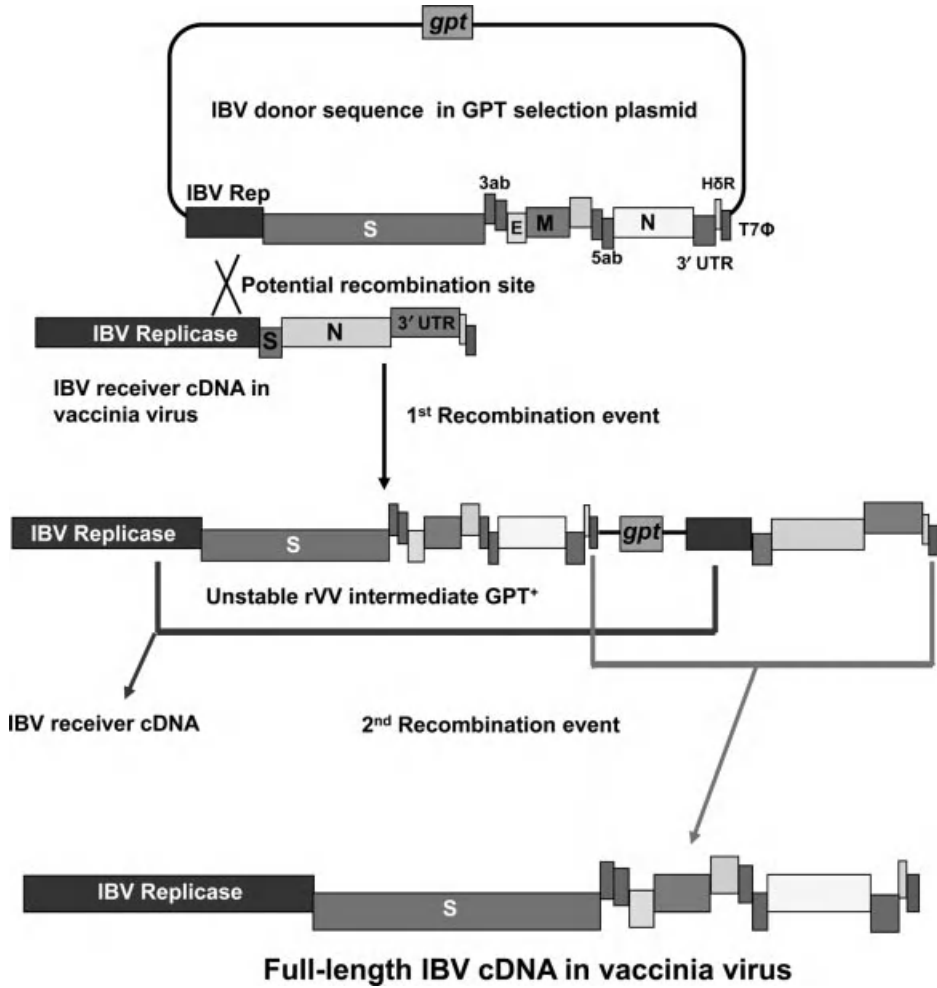 gpt
IBV donor sequence in GPT selection plasmid
IBV Rep
3ab
HδR
S
E
M
N
T7Φ
5ab
3′ UTR
Potential recombination site
IBV Replicase
S
N
3′ UTR
IBV receiver cDNA in
vaccinia virus
1st Recombination event
IBV Replicase
S
gpt
Unstable rVV intermediate GPT+
IBV receiver cDNA
2nd Recombination event
IBV Replicase
S
Full-length IBV cDNA in vaccinia virus